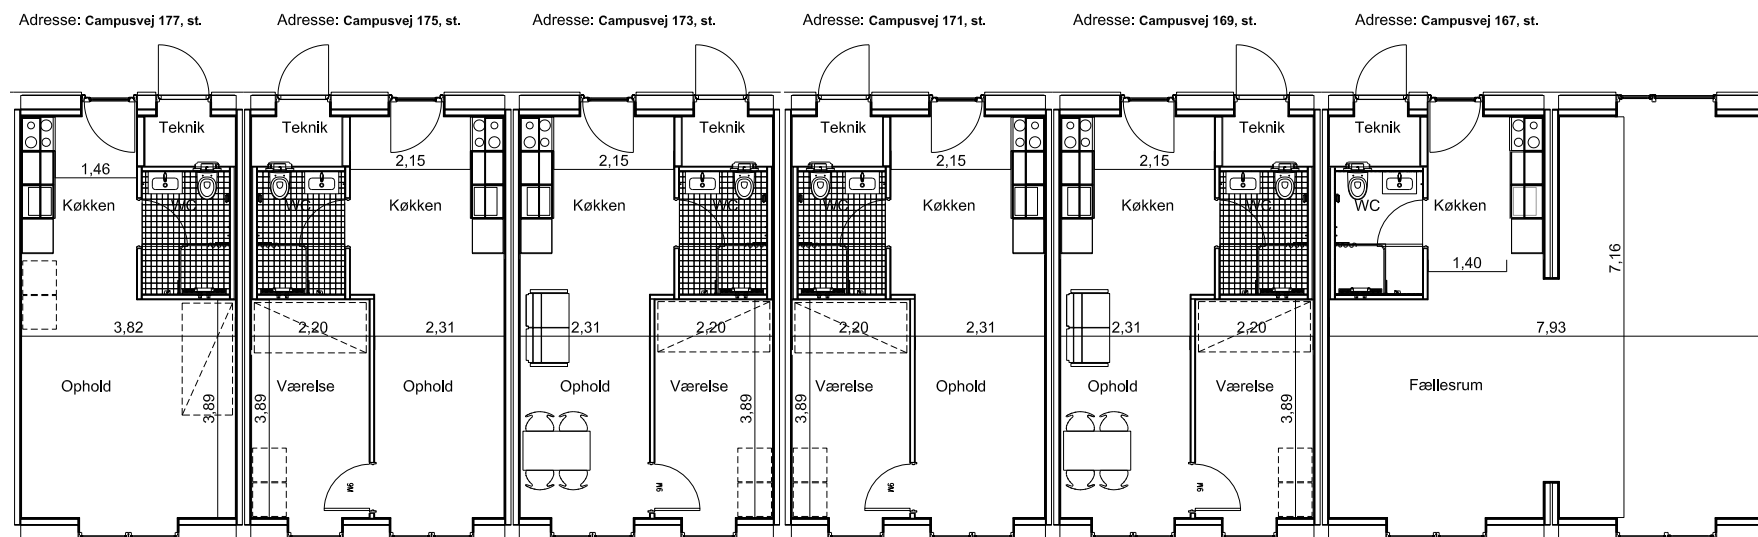 Adresse: Campusvej 177, st.
Adresse: Campusvej 175, st.
Adresse: Campusvej 173, st.
Adresse: Campusvej 171, st.
Adresse: Campusvej 169, st.
Adresse: Campusvej 167, st.
Teknik
Teknik
Teknik
Teknik
Teknik
Teknik
1,46
2,15
2,15
2,15
2,15
Køkken
WC
WC
Køkken
Køkken
WC
WC
Køkken
Køkken
WC
WC
Køkken
1,40
7,16
3,82
2,20
2,31
2,31
2,20
2,20
2,31
2,31
2,20
7,93
Ophold
Værelse
Ophold
Ophold
Værelse
Værelse
Ophold
Ophold
Værelse
Fællesrum
3,89
3,89
3,89
3,89
3,89
9M
9M
9M
9M